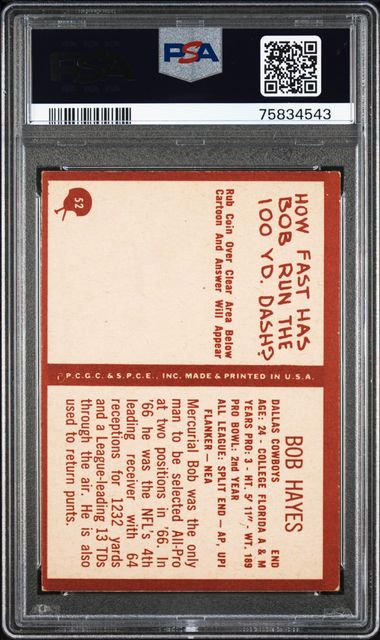 PSA
PSA
75834543
52
HOW FAST HAS
BOB RUN THE
100 YD. DASH?
Rub Coin Over Clear Area Below
Cartoon And Answer Will Appear
P.C.G.C. & S.P.C.E., INC. MADE & PRINTED IN U.S.A.
BOB HAYES
DALLAS COWBOYS END
AGE: 24 - COLLEGE FLORIDA A & M
YEARS PRO: 3 - HT. 5' 11", WT. 189
PRO BOWL: 2nd YEAR
ALL LEAGUE: SPLIT END — AP, UPI
FLANKER — NEA
Mercurial Bob was the only
man to be selected All-Pro
at two positions in '66. In
'66 he was the NFL's 4th
leading receiver with 64
receptions for 1232 yards
and a League-leading 13 TDs
through the air. He is also
used to return punts.